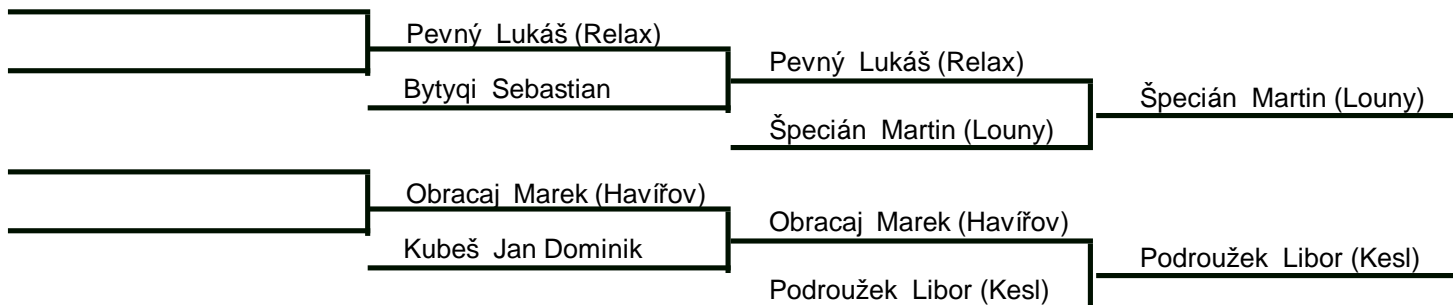 Pevný Lukáš (Relax)
Bytyqi Sebastian
Pevný Lukáš (Relax)
Špecián Martin (Louny)
Špecián Martin (Louny)
Obracaj Marek (Havířov)
Kubeš Jan Dominik
Obracaj Marek (Havířov)
Podroužek Libor (Kesl)
Podroužek Libor (Kesl)